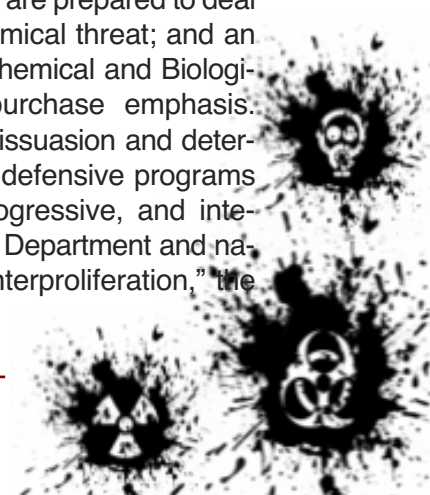 are prepared to deal
mical threat; and an
hemical and Biologi-
urchase emphasis.
issuasion and deter-
defensive programs
ogressive, and inte-
Department and na-
nterproliferation,” the